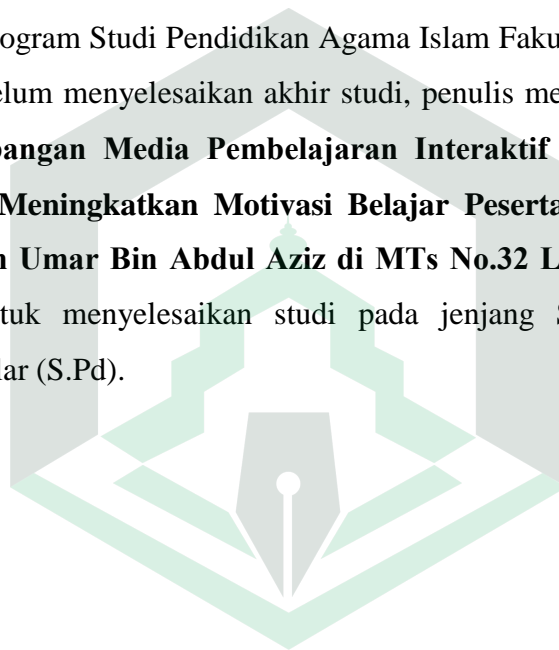 ogram Studi Pendidikan Agama Islam Faku
elum menyelesaikan akhir studi, penulis me
bangan Media Pembelajaran Interaktif
Meningkatkan Motivasi Belajar Peserta
n Umar Bin Abdul Aziz di MTs No.32 L
tuk menyelesaikan studi pada jenjang S
lar (S.Pd).